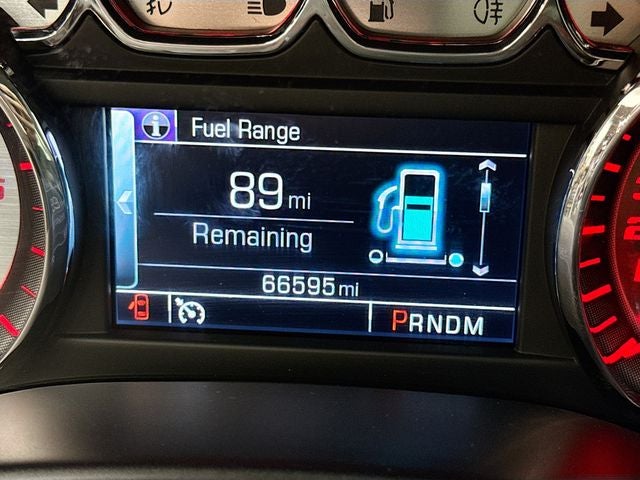 Fuel Range
89 mi
Remaining
66595 mi
PRNDM